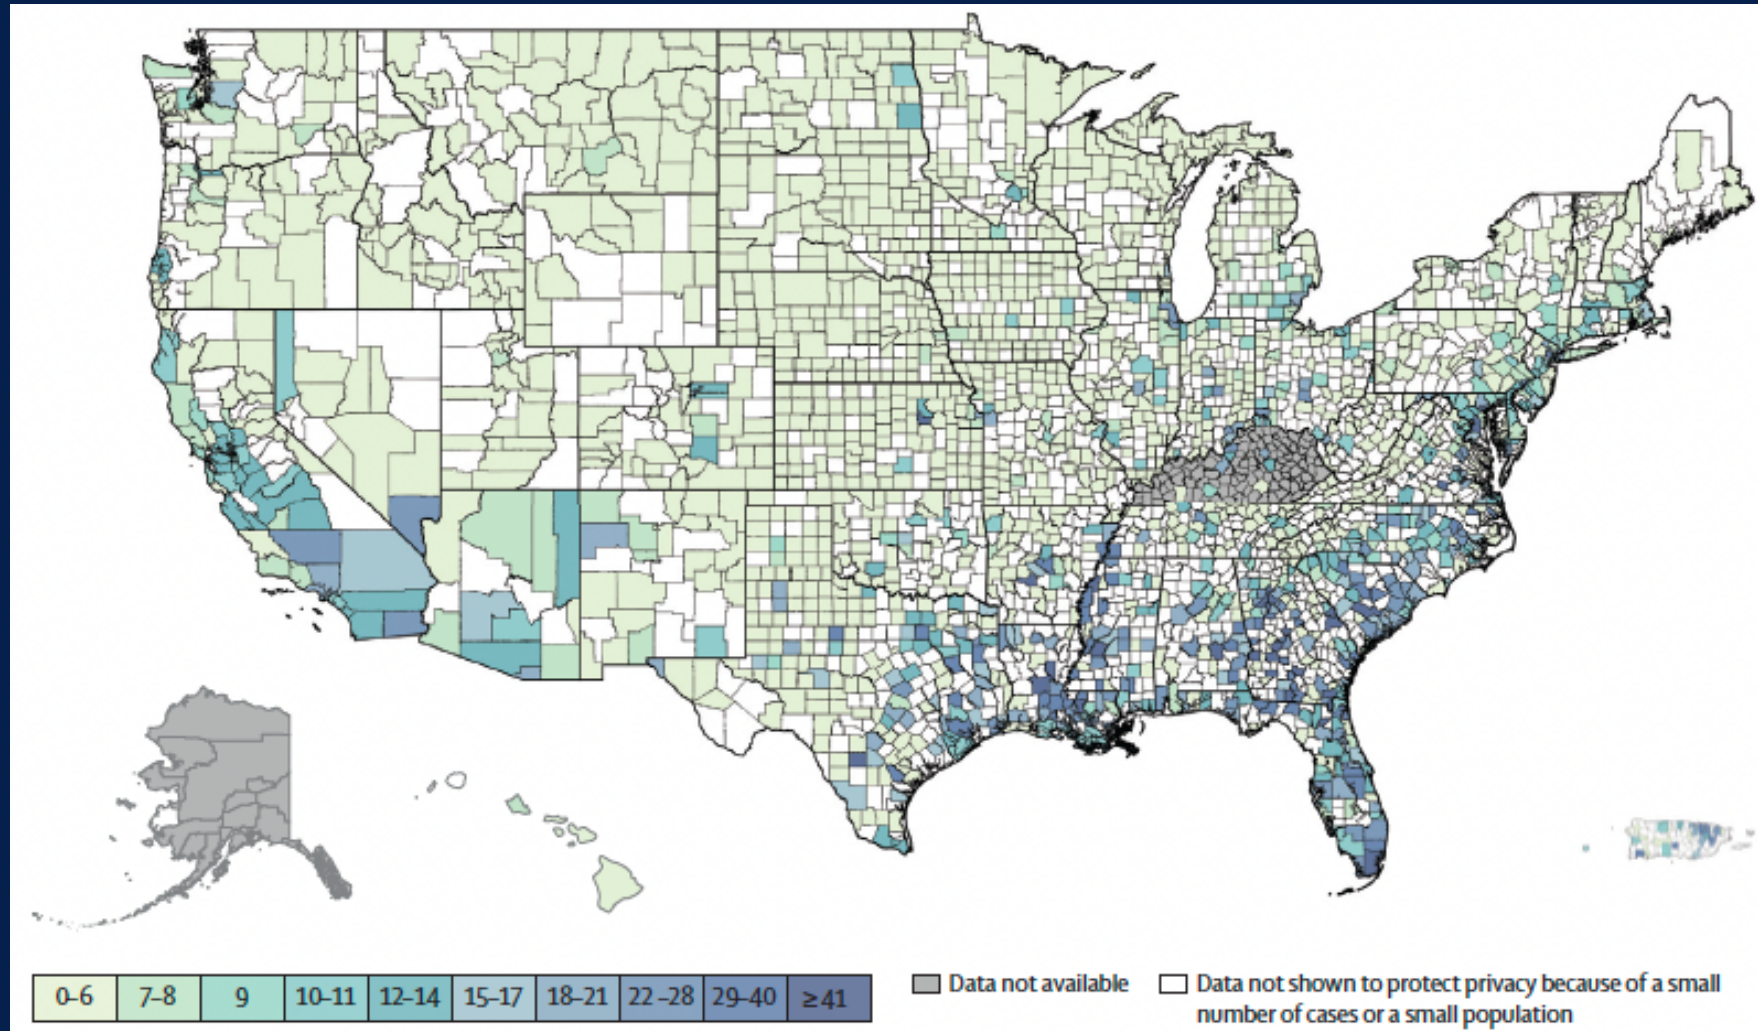 0–6 7–8 9 10–11 12–14 15–17 18–21 22–28 29–40 ≥41
Data not available
Data not shown to protect privacy because of a small
number of cases or a small population